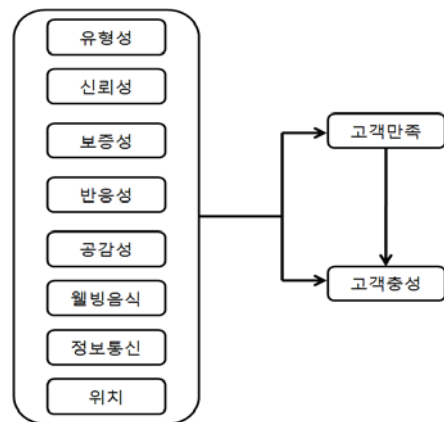 유형성
신뢰성
보증성
반응성
공감성
웰빙음식
정보통신
위치
고객만족
고객충성